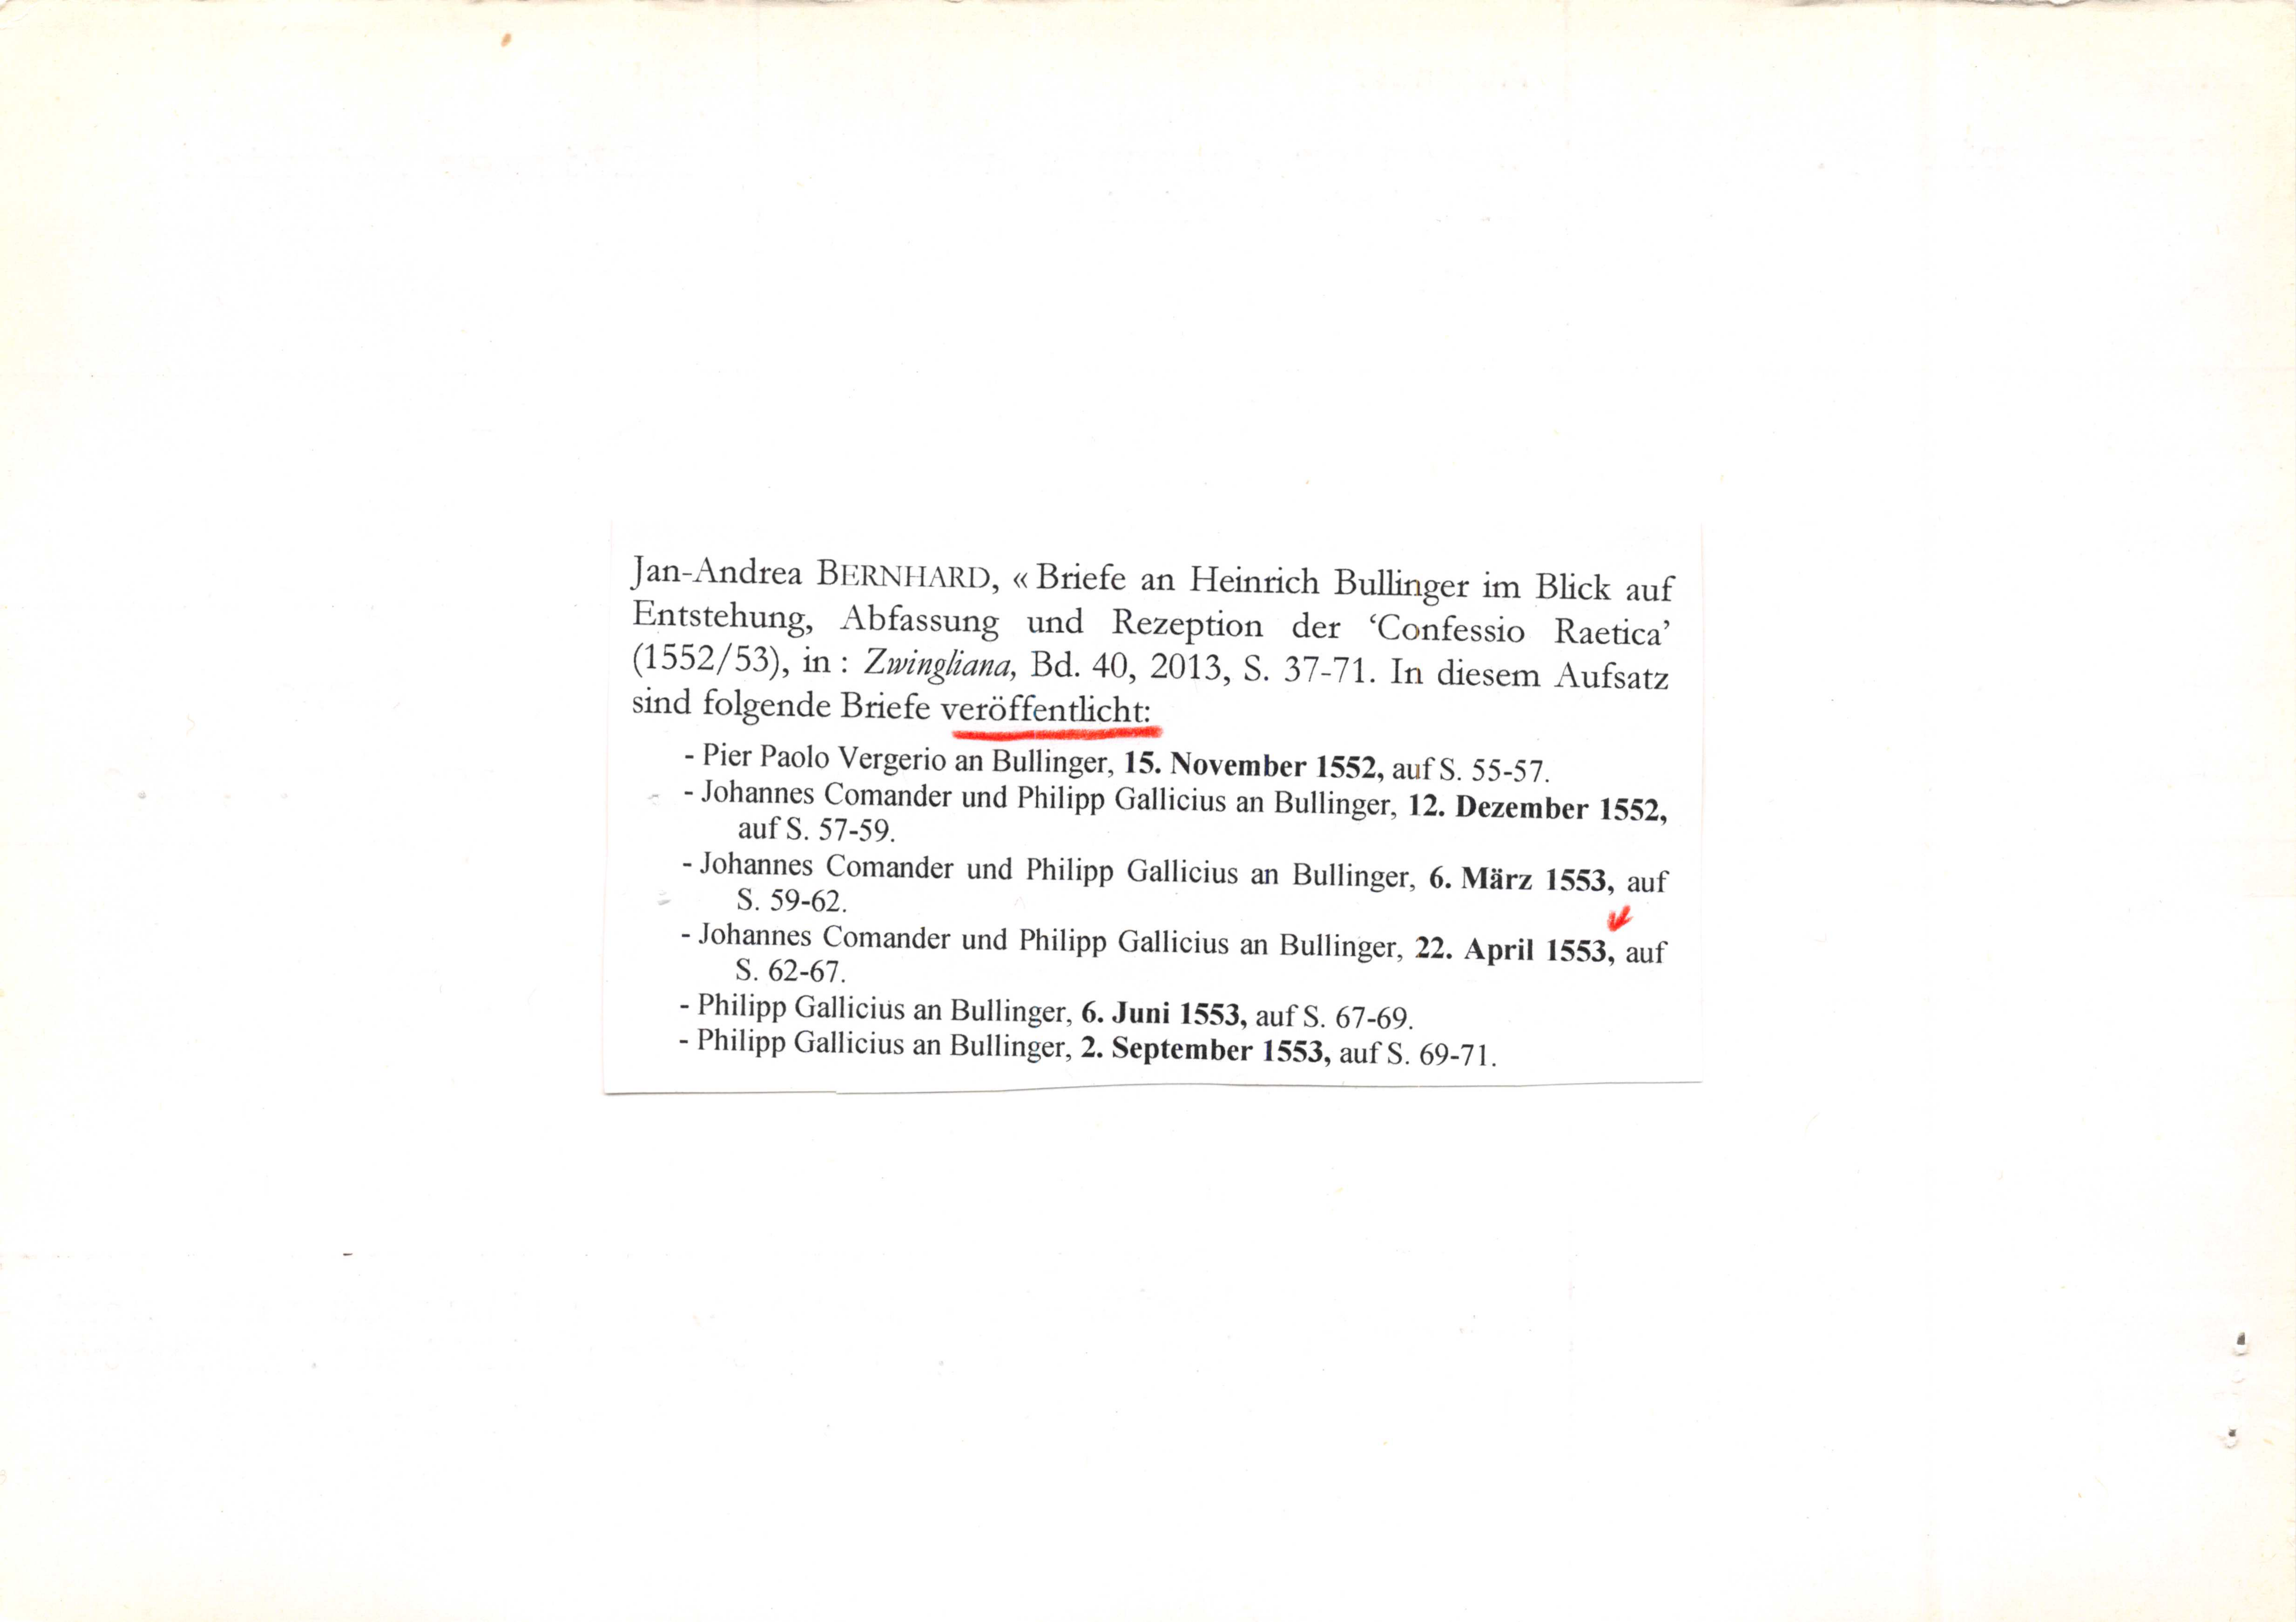 Jan-Andrea BERNHARD, « Briefe an Heinrich Bullinger im Blick auf
Entstehung, Abfassung und Rezeption der ‘Confessio Raetica’
(1552/53), in : Zwingliana, Bd. 40, 2013, S. 37-71. In diesem Aufsatz
sind folgende Briefe veröffentlicht:
- Pier Paolo Vergerio an Bullinger, 15. November 1552, auf S. 55-57.
- Johannes Comander und Philipp Gallicius an Bullinger, 12. Dezember 1552,
auf S. 57-59.
- Johannes Comander und Philipp Gallicius an Bullinger, 6. März 1553, auf
S. 59-62.
- Johannes Comander und Philipp Gallicius an Bullinger, 22. April 1553, auf
S. 62-67.
- Philipp Gallicius an Bullinger, 6. Juni 1553, auf S. 67-69.
- Philipp Gallicius an Bullinger, 2. September 1553, auf S. 69-71.